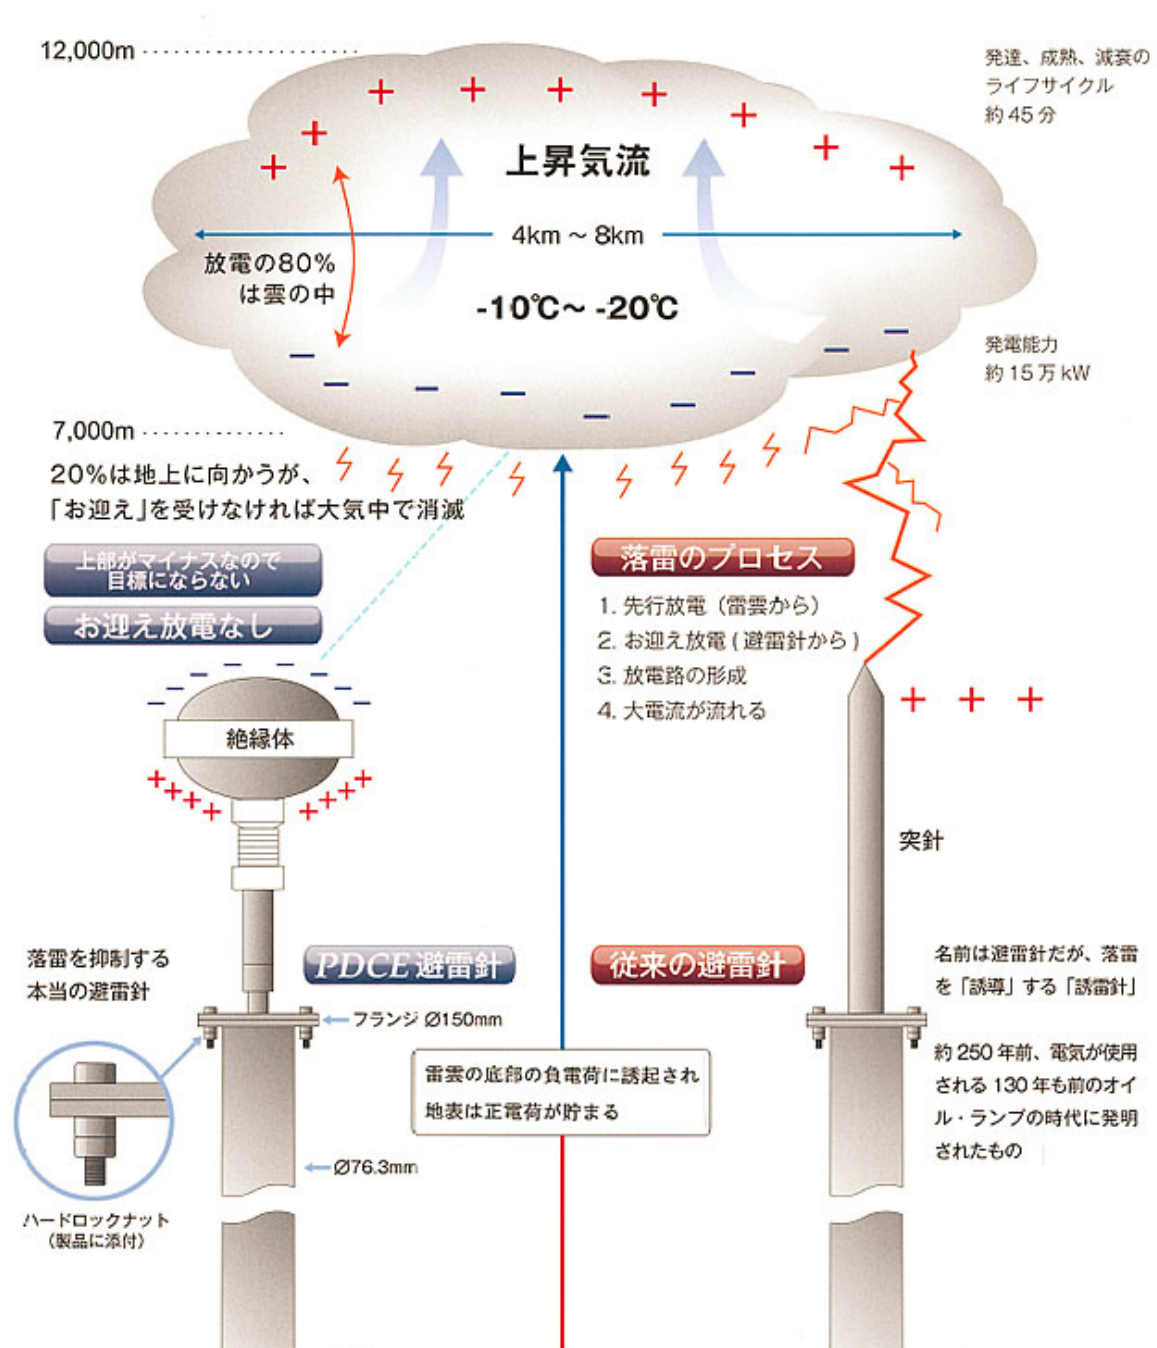 12,000m
発達、成熟、減衰の
ライフサイクル
約45分
上昇気流
4km ～ 8km
放電の80%
は雲の中
-10℃～ -20℃
発電能力
約15万kW
7,000m
20%は地上に向かうが、
「お迎え」を受けなければ大気中で消滅
上部がマイナスなので
目標にならない
お迎え放電なし
落雷のプロセス
1. 先行放電（雷雲から）
2. お迎え放電 ( 避雷針から )
3. 放電路の形成
4. 大電流が流れる
絶縁体
突針
落雷を抑制する
本当の避雷針
PDCE 避雷針
従来の避雷針
名前は避雷針だが、落雷
を「誘導」する「誘雷針」
フランジ Ø150mm
雷雲の底部の負電荷に誘起され
地表は正電荷が貯まる
約250年前、電気が使用
される130年も前のオイ
ル・ランプの時代に発明
されたもの
Ø76.3mm
ハードロックナット
（製品に添付）